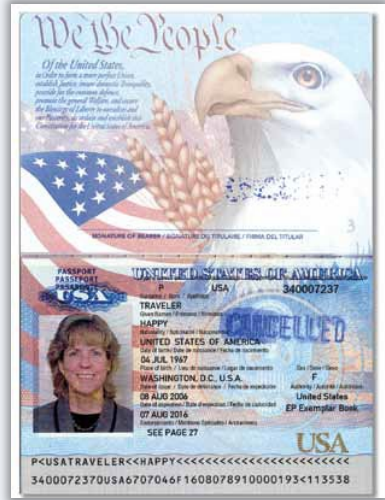 We the People
Of the United States,
in Order to form a more perfect Union,
establish Justice, insure domestic Tranquility,
provide for the common defence,
promote the general Welfare, and secure
the Blessings of Liberty to ourselves and
our Posterity, do ordain and establish this
Constitution for the United States of America.
SIGNATURE OF BEARER / SIGNATURE DU TITULAIRE / FIRMA DEL TITULAR
3
PASSPORT
PASSEPORT
PASAPORTE
USA
UNITED STATES OF AMERICA
P USA 340007237
TRAVELER
HAPPY
CANCELLED
UNITED STATES OF AMERICA
04 JUL 1967
WASHINGTON, D.C., U.S.A.
F
08 AUG 2006
United States
07 AUG 2016
EP Exemplar Book
SEE PAGE 27
USA
P<USATRAVELER<<HAPPY<<<<<<<<<<<<<<<<<<<<<<<<
3400072370USA6707046F1608078910000193<113538